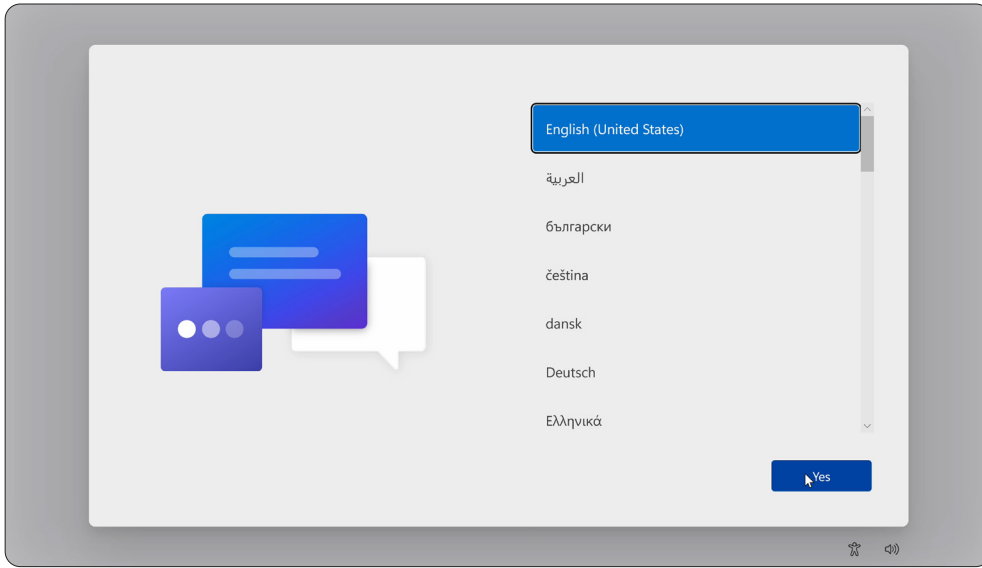 English (United States)
العربية
български
čeština
dansk
Deutsch
Ελληνικά
Yes